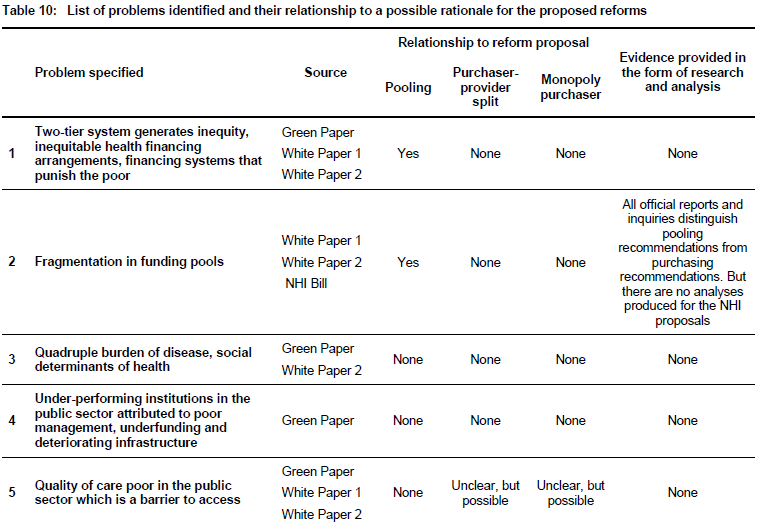 Table 10: List of problems identified and their relationship to a possible rationale for the proposed reforms
Problem specified
Source
Relationship to reform proposal
Pooling
Purchaser-
provider
split
Monopoly
purchaser
Evidence provided in
the form of research
and analysis
1
Two-tier system generates inequity,
inequitable health financing
arrangements, financing systems that
punish the poor
Green Paper
White Paper 1
White Paper 2
Yes
None
None
None
2
Fragmentation in funding pools
White Paper 1
White Paper 2
NHI Bill
Yes
None
None
All official reports and
inquiries distinguish
pooling
recommendations from
purchasing
recommendations. But
there are no analyses
produced for the NHI
proposals
3
Quadruple burden of disease, social
determinants of health
Green Paper
White Paper 2
None
None
None
None
4
Under-performing institutions in the
public sector attributed to poor
management, underfunding and
deteriorating infrastructure
Green Paper
None
None
None
None
5
Quality of care poor in the public
sector which is a barrier to access
Green Paper
White Paper 1
White Paper 2
None
Unclear, but
possible
Unclear, but
possible
None